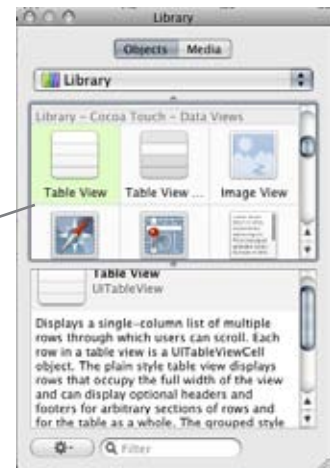 Library
Objects Media
Library
Library - Cocoa Touch - Data Views
Table View Table View ... Image View
Table View
UITableView
Displays a single-column list of multiple
rows through which users can scroll. Each
row in a table view is a UITableViewCell
object. The plain style table view displays
rows that occupy the full width of the view
and can display optional headers and
footers for arbitrary sections of rows and
for the table as a whole. The grouped style
Filter